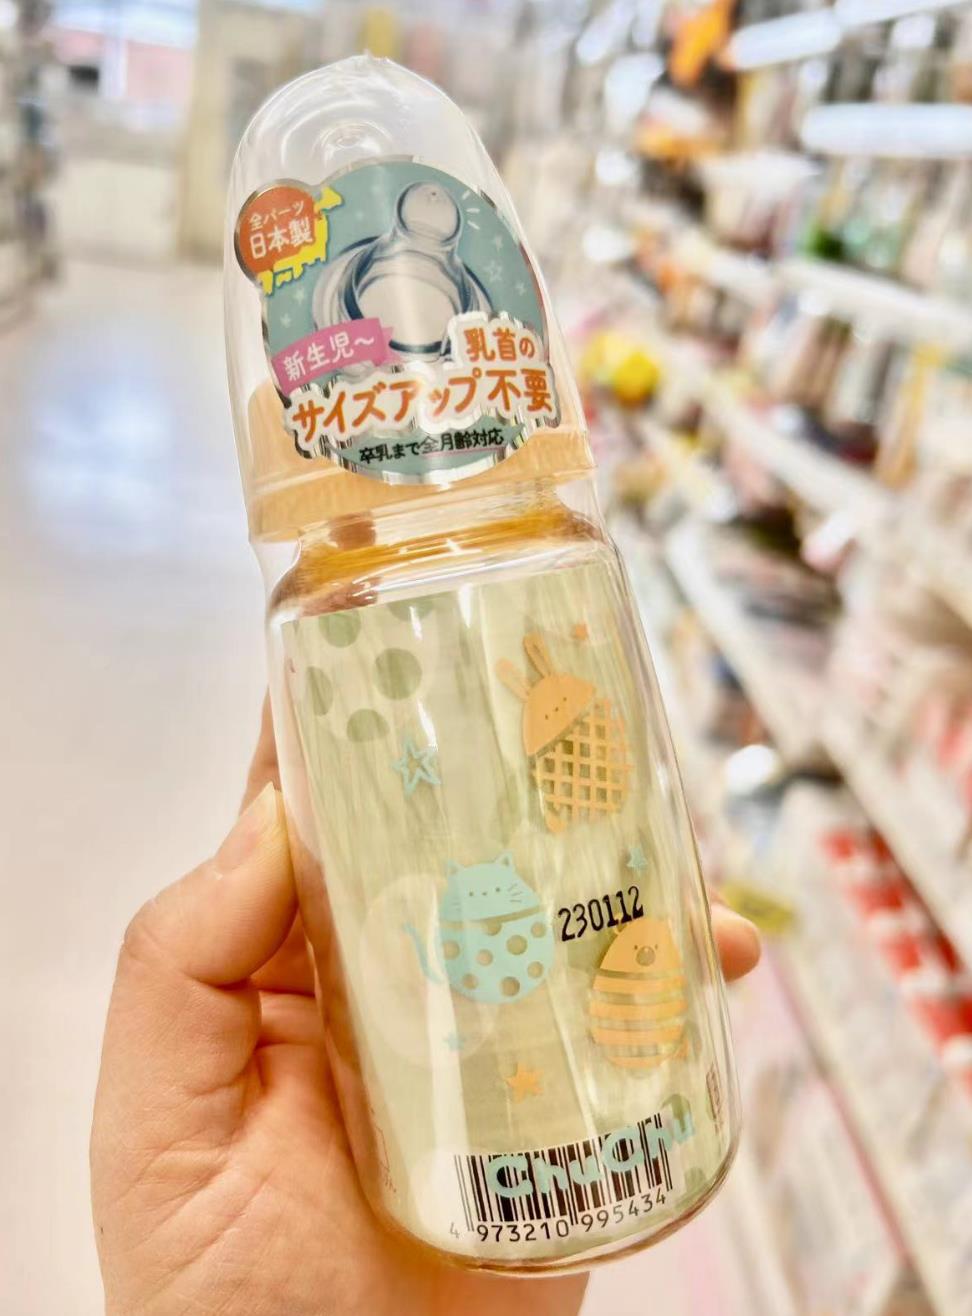 全パーツ
日本製
新生児～
乳首の
サイズアップ不要
卒乳まで全月齢対応
230112
ChuChu
4 973210 995434